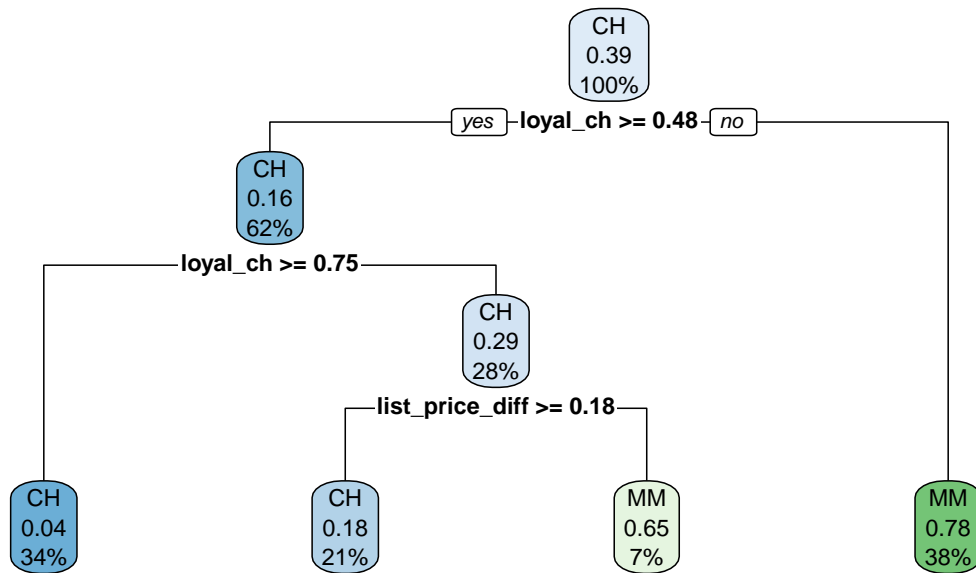 CH
0.39
100%
yes loyal_ch >= 0.48 no
CH
0.16
62%
loyal_ch >= 0.75
CH
0.29
28%
list_price_diff >= 0.18
CH
0.04
34%
CH
0.18
21%
MM
0.65
7%
MM
0.78
38%